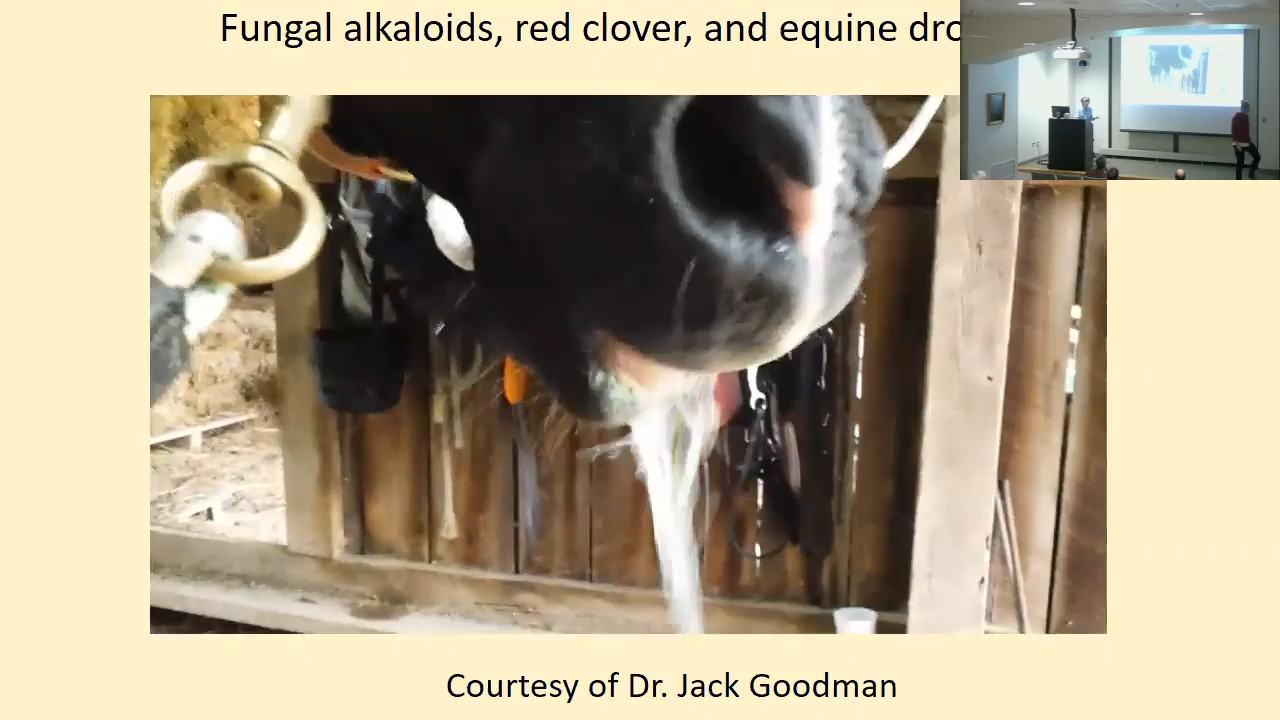 Fungal alkaloids, red clover, and equine dro
Courtesy of Dr. Jack Goodman